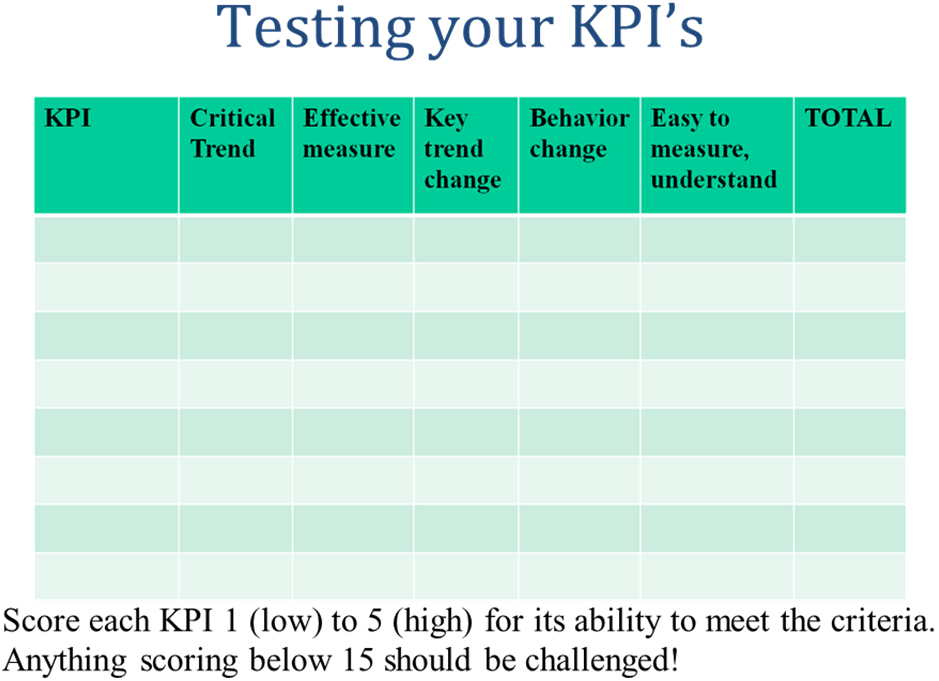 Testing your KPI’s
KPI
Critical
Trend
Effective
measure
Key
trend
change
Behavior
change
Easy to
measure,
understand
TOTAL
Score each KPI 1 (low) to 5 (high) for its ability to meet the criteria.
Anything scoring below 15 should be challenged!